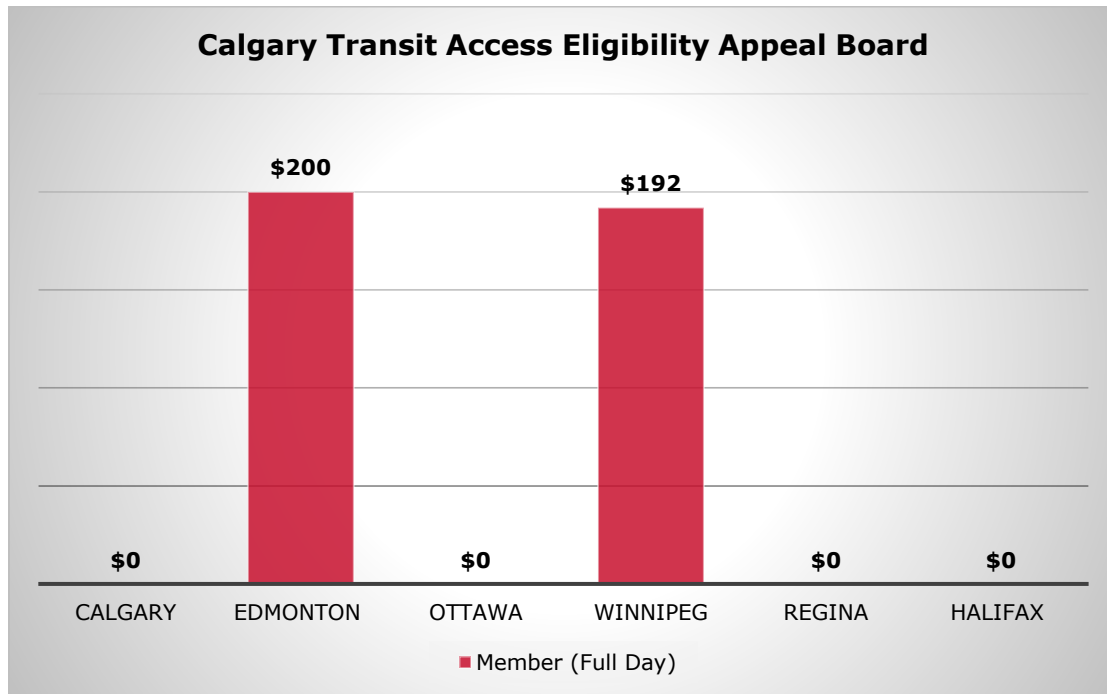 Calgary Transit Access Eligibility Appeal Board
$200
$192
$0
$0
$0
$0
CALGARY
EDMONTON
OTTAWA
WINNIPEG
REGINA
HALIFAX
Member (Full Day)